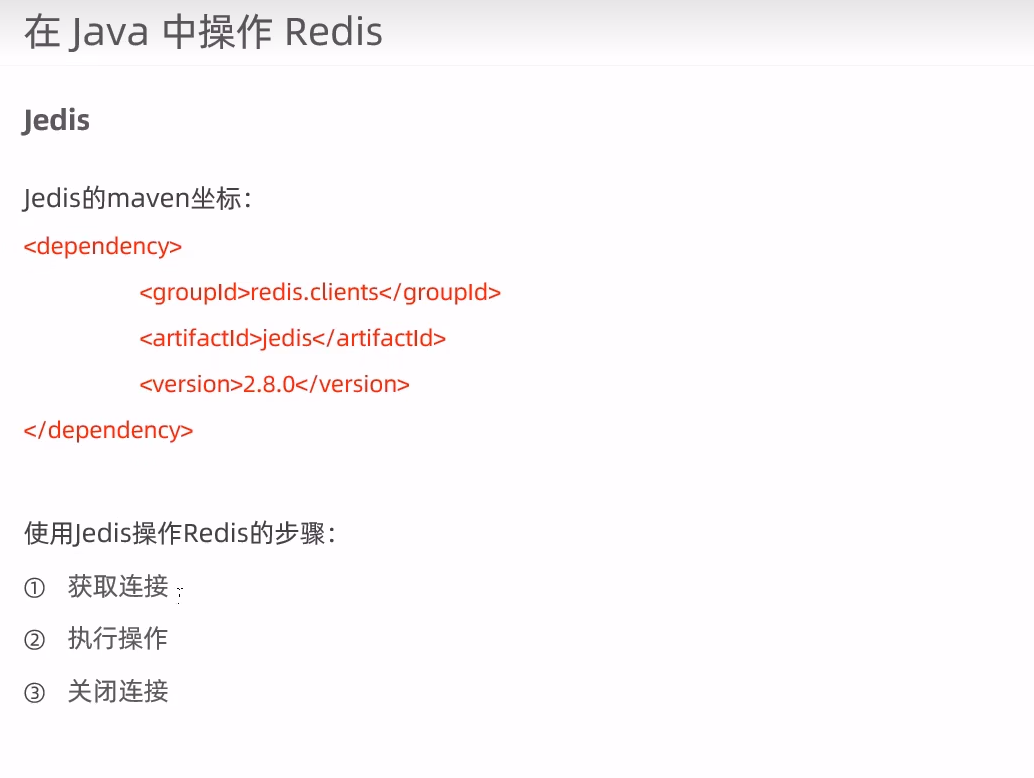 在 Java 中操作 Redis
Jedis
Jedis的maven坐标：
<dependency>
<groupId>redis.clients</groupId>
<artifactId>jedis</artifactId>
<version>2.8.0</version>
</dependency>
使用Jedis操作Redis的步骤：
① 获取连接
② 执行操作
③ 关闭连接